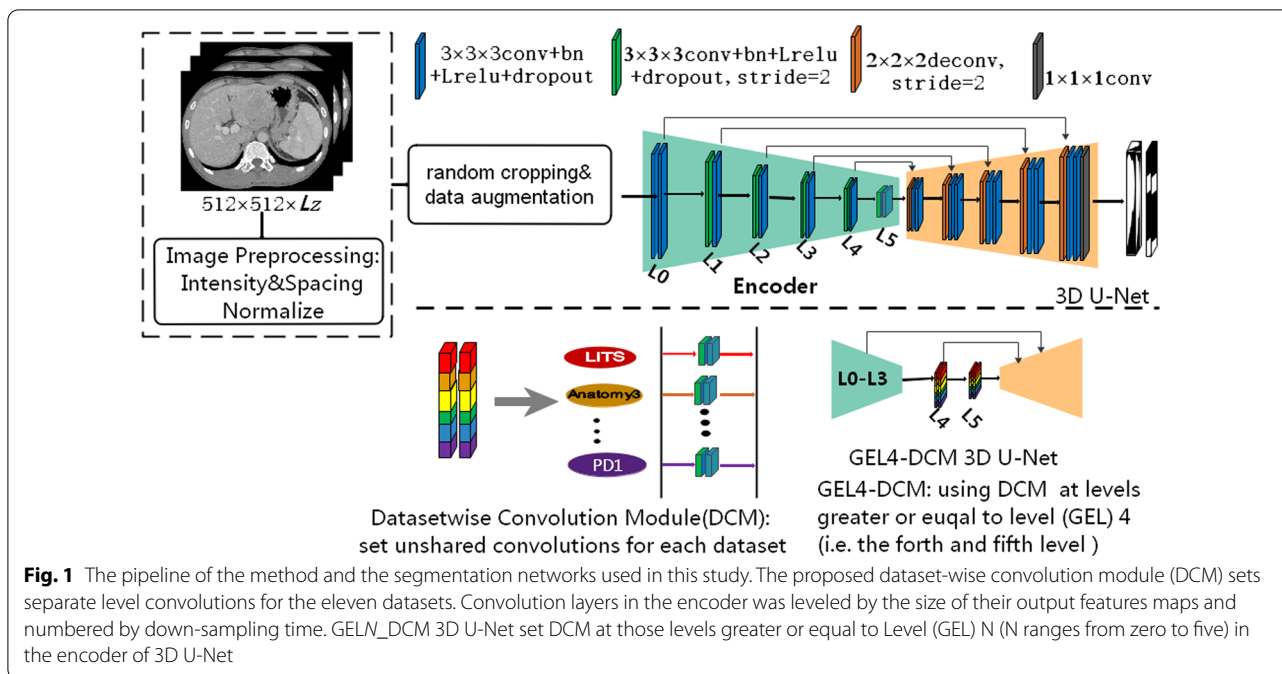 3×3×3conv+bn
+Lrelu+dropout
3×3×3conv+bn+Lrelu
+dropout, stride=2
2×2×2deconv,
stride=2
1×1×1conv
512×512×Lz
Image Preprocessing:
Intensity&Spacing
Normalize
random cropping&
data augmentation
L0
L1
L2
L3
L4
L5
Encoder
3D U-Net
LITS
Anatomy3
PD1
Datasetwise Convolution Module(DCM):
set unshared convolutions for each dataset
L0-L3
L4
L5
GEL4-DCM 3D U-Net
GEL4-DCM: using DCM at levels
greater or euqal to level (GEL) 4
(i.e. the forth and fifth level )
Fig. 1 The pipeline of the method and the segmentation networks used in this study. The proposed dataset-wise convolution module (DCM) sets
separate level convolutions for the eleven datasets. Convolution layers in the encoder was leveled by the size of their output features maps and
numbered by down-sampling time. GELN_DCM 3D U-Net set DCM at those levels greater or equal to Level (GEL) N (N ranges from zero to five) in
the encoder of 3D U-Net